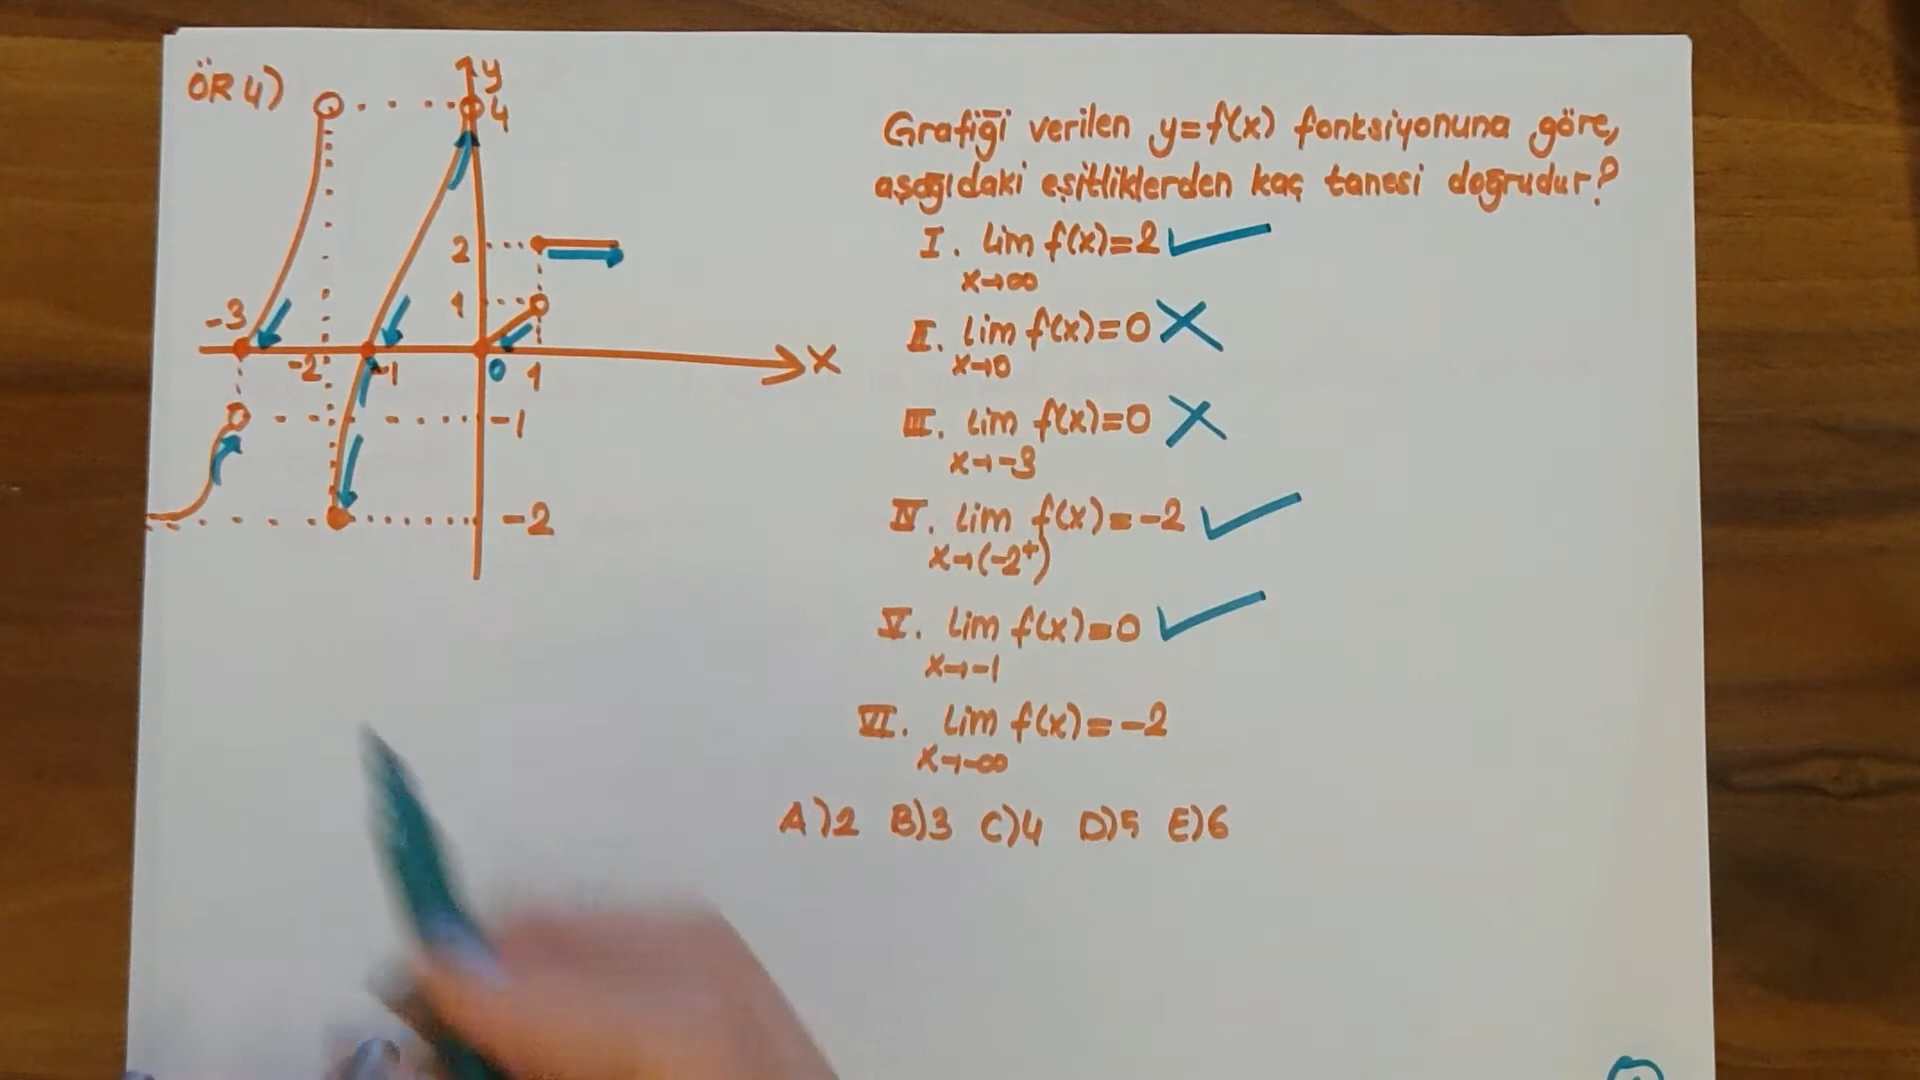 ÖR 4)
y
4
2
1
-3
-2
-1
0
1
x
-1
-2
Grafiği verilen y=f(x) fonksiyonuna göre,
aşağıdaki eşitliklerden kaç tanesi doğrudur?
I. lim f(x)=2
x→∞
II. lim f(x)=0
x→0
III. lim f(x)=0
x→-3
IV. lim f(x)=-2
x→(-2⁺)
V. lim f(x)=0
x→-1
VI. lim f(x)=-2
x→-∞
A)2 B)3 C)4 D)5 E)6